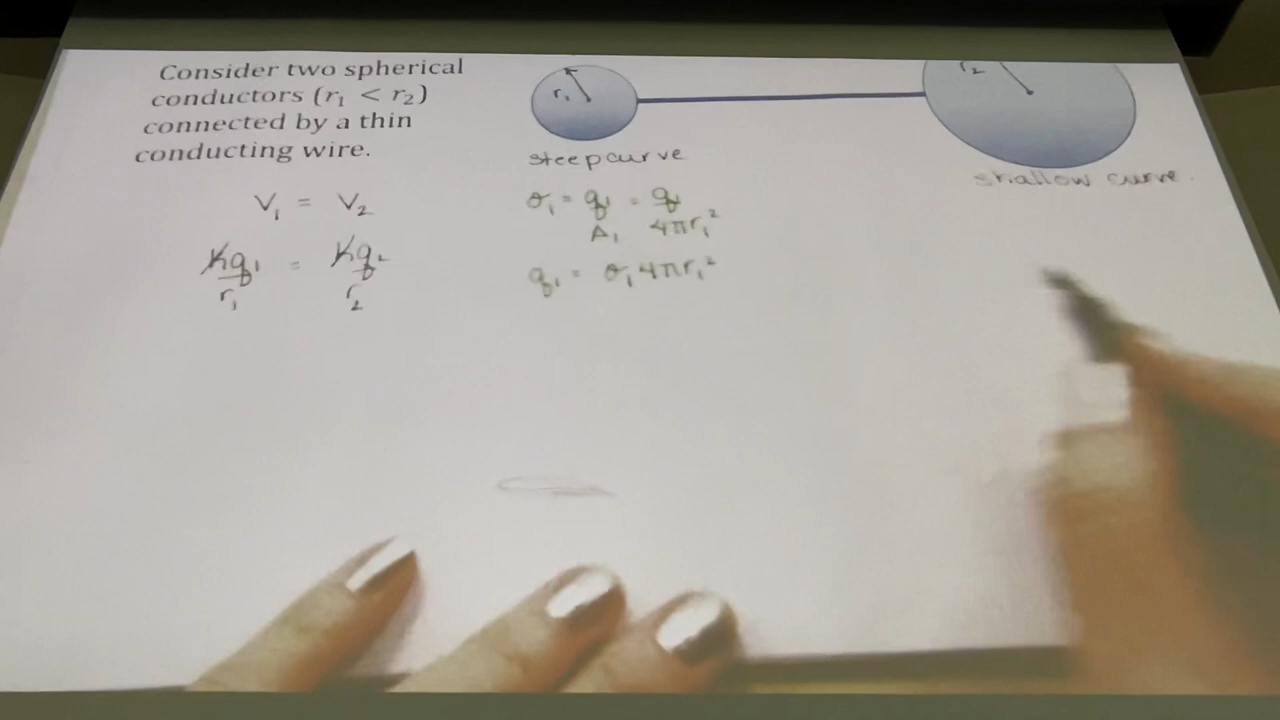 Consider two spherical
conductors (r₁ < r₂)
connected by a thin
conducting wire.
r₁
r₂
steep curve
shallow curve.
V₁ = V₂
Kq₁/r₁ = Kq₂/r₂
σ₁ = q₁/A₁ = q₁/4πr₁²
q₁ = σ₁4πr₁²